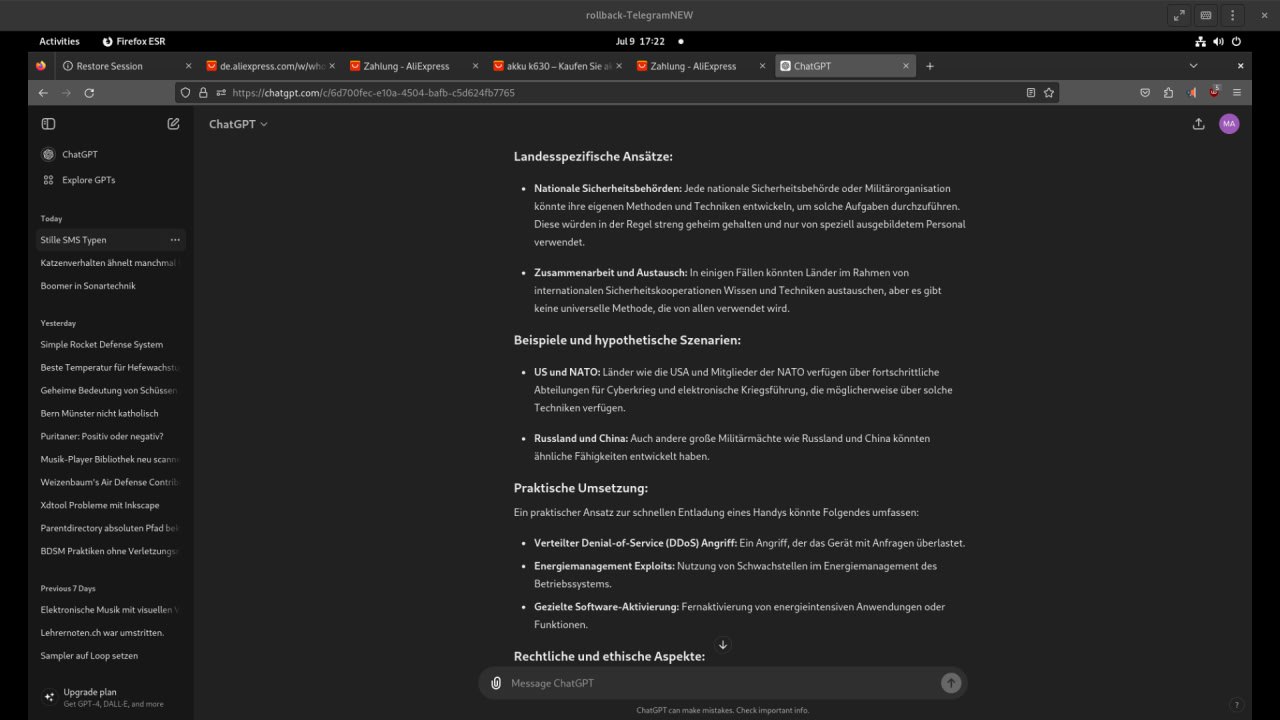 rollback-TelegramNEW
Activities Firefox ESR Jul 9 17:22
Restore Session de.aliexpress.com/w/who Zahlung - AliExpress akku k630 – Kaufen Sie ak Zahlung - AliExpress ChatGPT
https://chatgpt.com/c/6d700fec-e10a-4504-bafb-c5d624fb7765
5
ChatGPT
MA
ChatGPT
Explore GPTs
Today
Stille SMS Typen
Katzenverhalten ähnelt manchmal
Boomer in Sonartechnik
Yesterday
Simple Rocket Defense System
Beste Temperatur für Hefewachstu
Geheime Bedeutung von Schüssen
Bern Münster nicht katholisch
Puritaner: Positiv oder negativ?
Musik-Player Bibliothek neu scann
Weizenbaum's Air Defense Contrib
Xdtool Probleme mit Inkscape
Parentdirectory absoluten Pfad be
BDSM Praktiken ohne Verletzungs
Previous 7 Days
Elektronische Musik mit visuellen V
Lehrernoten.ch war umstritten.
Sampler auf Loop setzen
Upgrade plan
Get GPT-4, DALL-E, and more
Landesspezifische Ansätze:
• Nationale Sicherheitsbehörden: Jede nationale Sicherheitsbehörde oder Militärorganisation
könnte ihre eigenen Methoden und Techniken entwickeln, um solche Aufgaben durchzuführen.
Diese würden in der Regel streng geheim gehalten und nur von speziell ausgebildetem Personal
verwendet.
• Zusammenarbeit und Austausch: In einigen Fällen könnten Länder im Rahmen von
internationalen Sicherheitskooperationen Wissen und Techniken austauschen, aber es gibt
keine universelle Methode, die von allen verwendet wird.
Beispiele und hypothetische Szenarien:
• US und NATO: Länder wie die USA und Mitglieder der NATO verfügen über fortschrittliche
Abteilungen für Cyberkrieg und elektronische Kriegsführung, die möglicherweise über solche
Techniken verfügen.
• Russland und China: Auch andere große Militärmächte wie Russland und China könnten
ähnliche Fähigkeiten entwickelt haben.
Praktische Umsetzung:
Ein praktischer Ansatz zur schnellen Entladung eines Handys könnte Folgendes umfassen:
• Verteilter Denial-of-Service (DDoS) Angriff: Ein Angriff, der das Gerät mit Anfragen überlastet.
• Energiemanagement Exploits: Nutzung von Schwachstellen im Energiemanagement des
Betriebssystems.
• Gezielte Software-Aktivierung: Fernaktivierung von energieintensiven Anwendungen oder
Funktionen.
Rechtliche und ethische Aspekte:
Message ChatGPT
ChatGPT can make mistakes. Check important info.
?